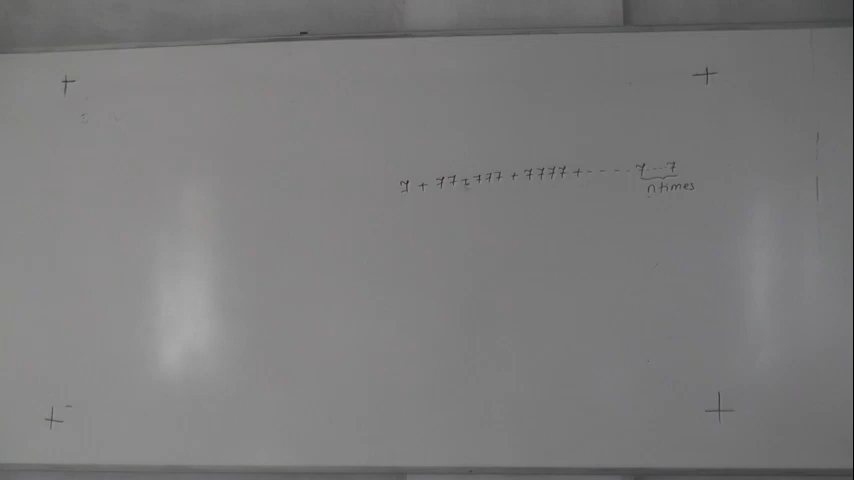 7 + 77 + 777 + 7777 + - - - - 7....7
n times